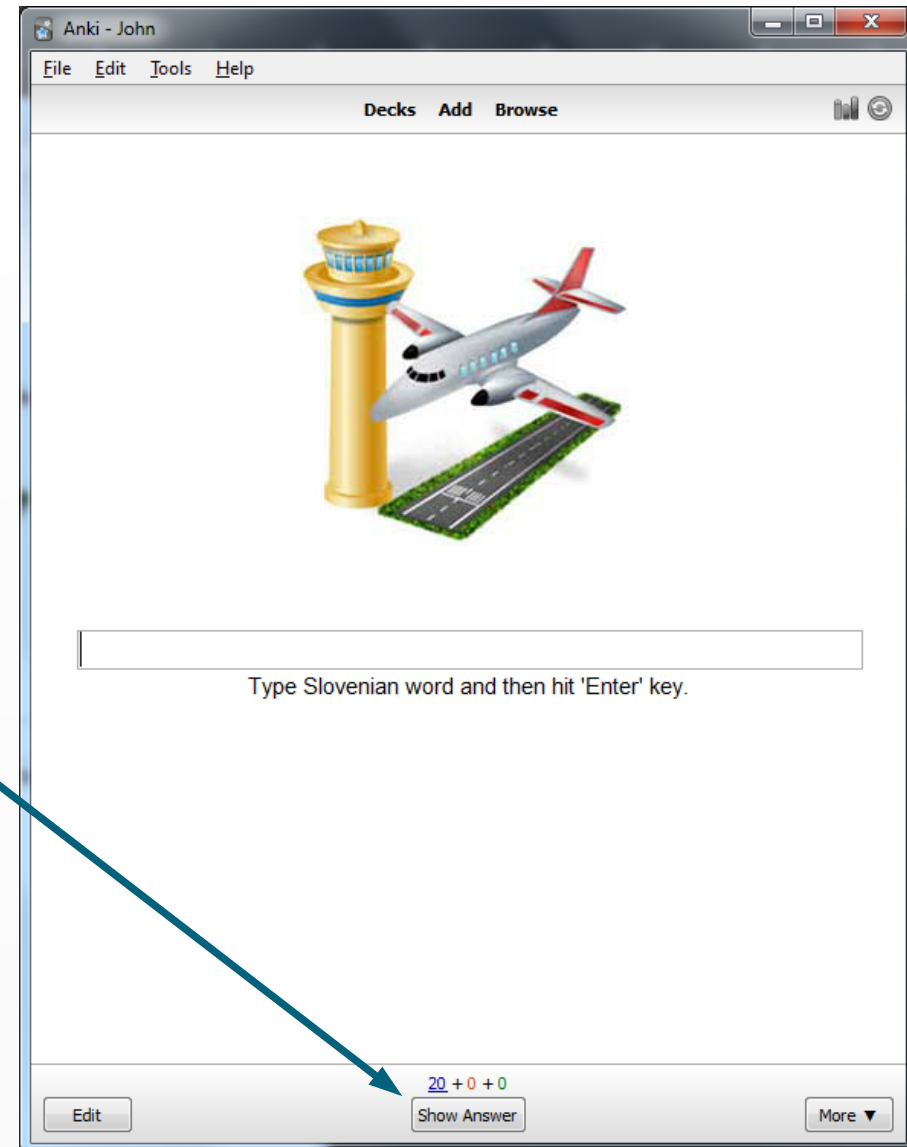 Anki - John
File Edit Tools Help
Decks Add Browse
Type Slovenian word and then hit 'Enter' key.
20 + 0 + 0
Edit Show Answer More ▼